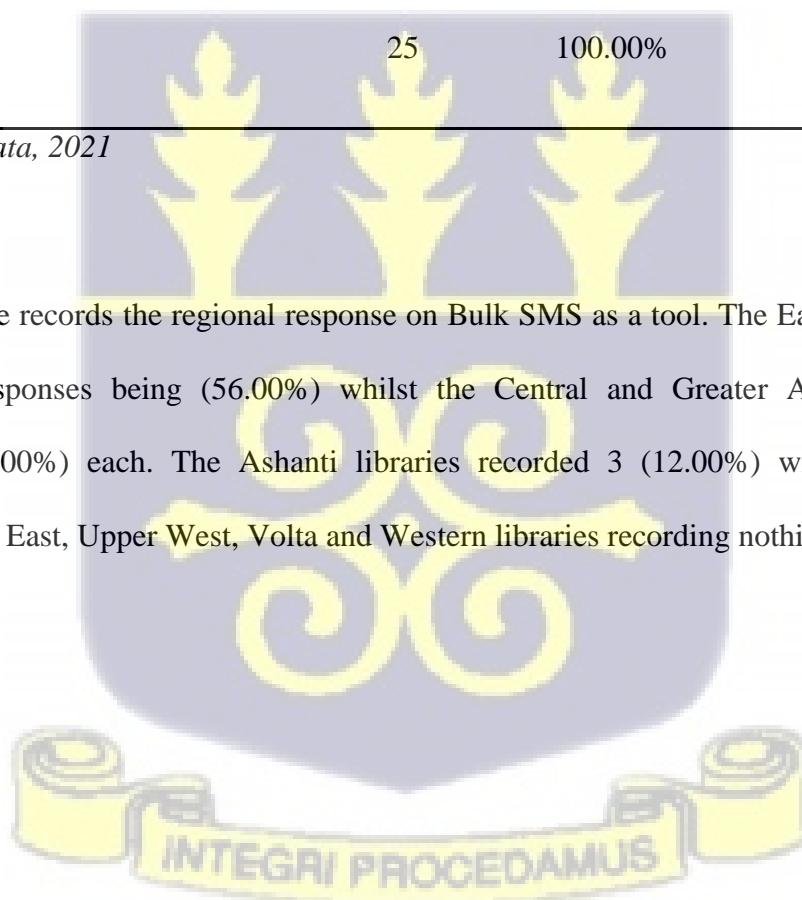 25 100.00%
ata, 2021
e records the regional response on Bulk SMS as a tool. The Ea
sponses being (56.00%) whilst the Central and Greater A
00%) each. The Ashanti libraries recorded 3 (12.00%) w
East, Upper West, Volta and Western libraries recording nothi
INTEGRI PROCEDAMUS